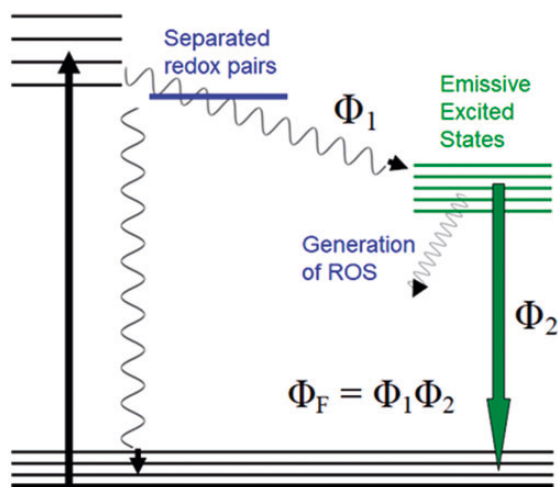 Separated
redox pairs
Emissive
Excited
States
Φ1
Generation
of ROS
Φ2
ΦF = Φ1Φ2